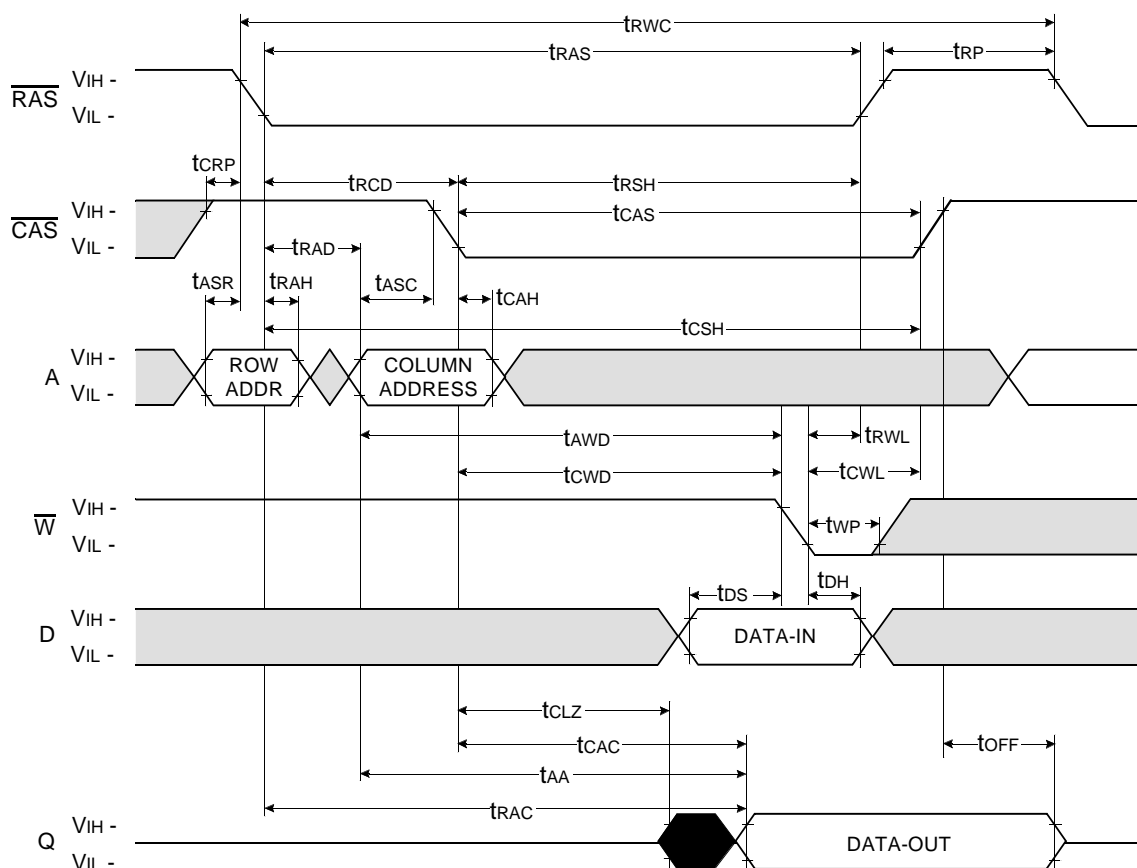 tRWC
tRAS
tRP
RAS
VIH -
VIL -
tCRP
tRCD
tRSH
CAS
VIH -
VIL -
tCAS
tRAD
tASR
tRAH
tASC
tCAH
tCSH
A
VIH -
VIL -
ROW
ADDR
COLUMN
ADDRESS
tAWD
tRWL
tCWD
tCWL
W
VIH -
VIL -
tWP
tDS
tDH
D
VIH -
VIL -
DATA-IN
tCLZ
tCAC
tOFF
tAA
tRAC
Q
VIH -
VIL -
DATA-OUT